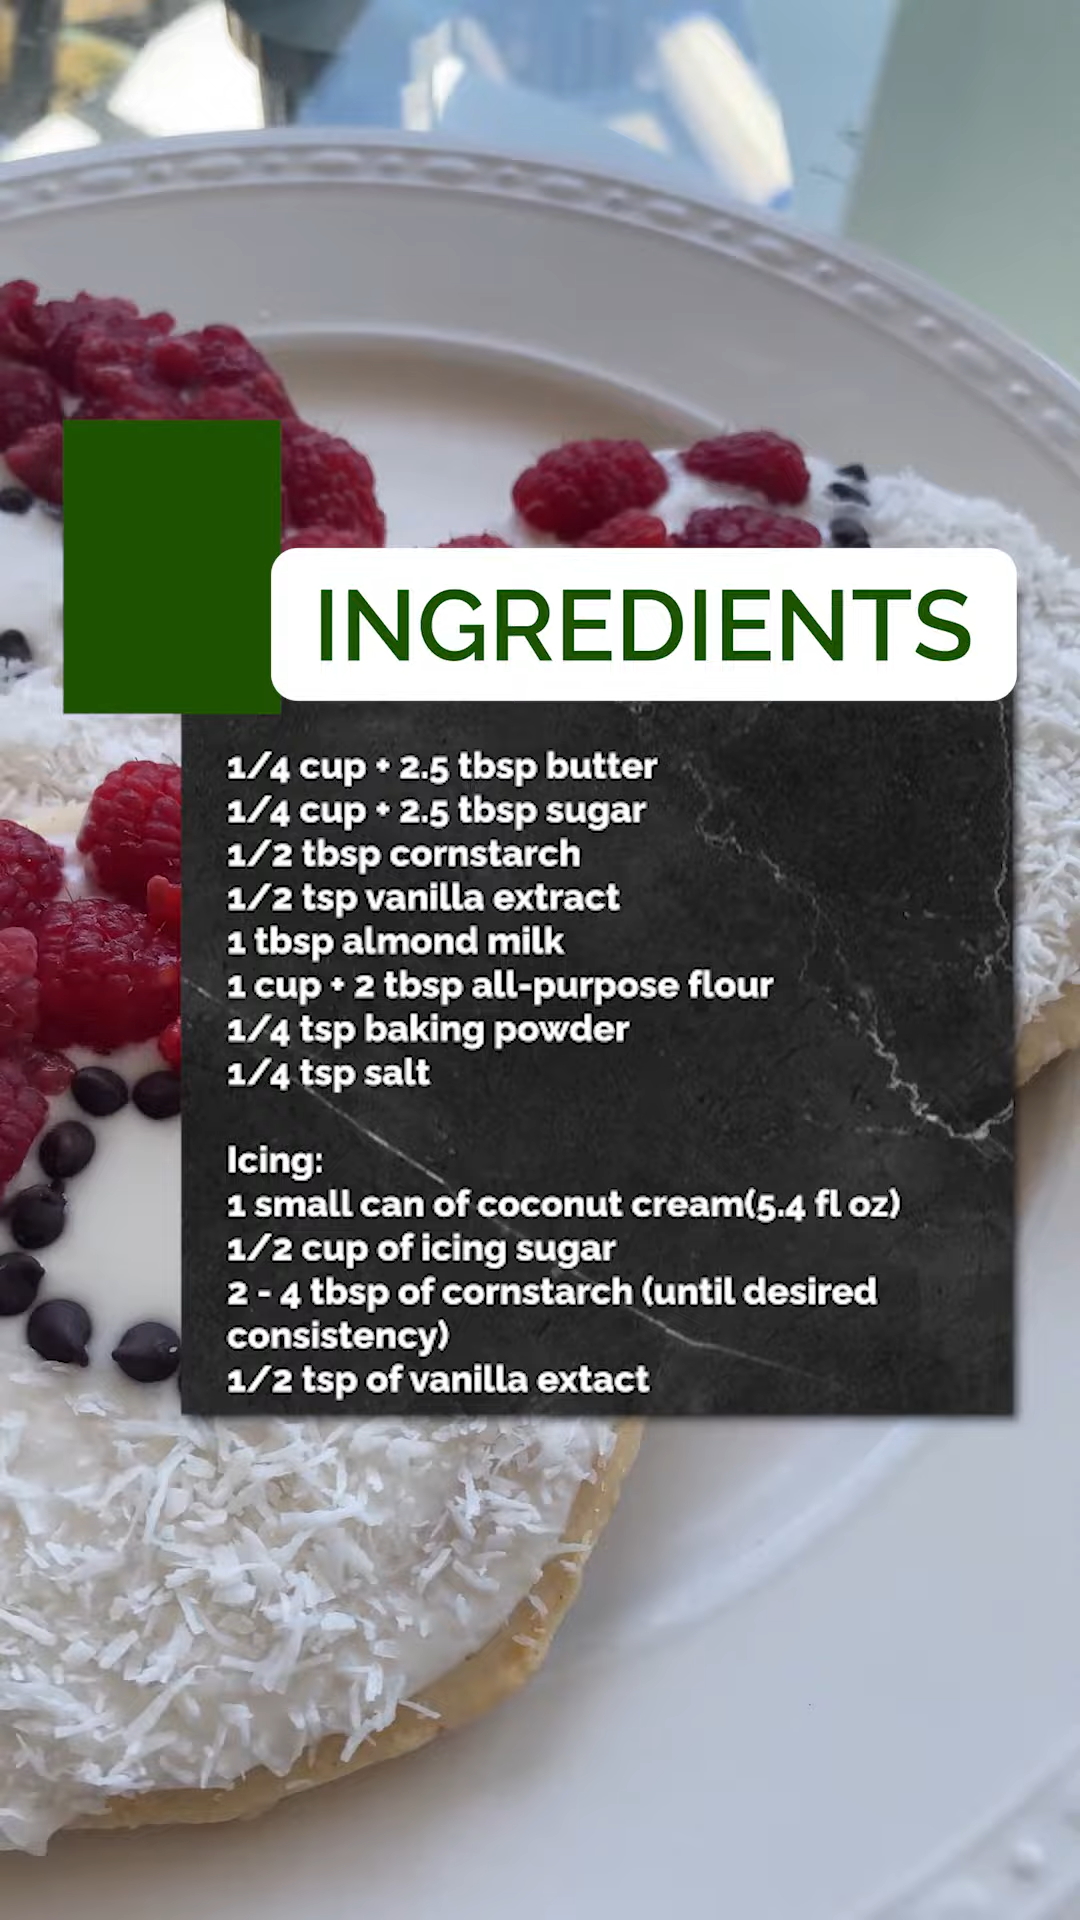 INGREDIENTS
1/4 cup + 2.5 tbsp butter
1/4 cup + 2.5 tbsp sugar
1/2 tbsp cornstarch
1/2 tsp vanilla extract
1 tbsp almond milk
1 cup + 2 tbsp all-purpose flour
1/4 tsp baking powder
1/4 tsp salt
Icing:
1 small can of coconut cream(5.4 fl oz)
1/2 cup of icing sugar
2 - 4 tbsp of cornstarch (until desired
consistency)
1/2 tsp of vanilla extact